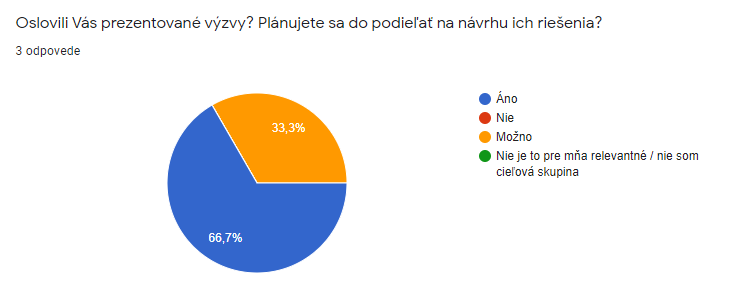 Oslovili Vás prezentované výzvy? Plánujete sa do podieľať na návrhu ich riešenia?
3 odpovede
33,3%
66,7%
Áno
Nie
Možno
Nie je to pre mňa relevantné / nie som
cieľová skupina